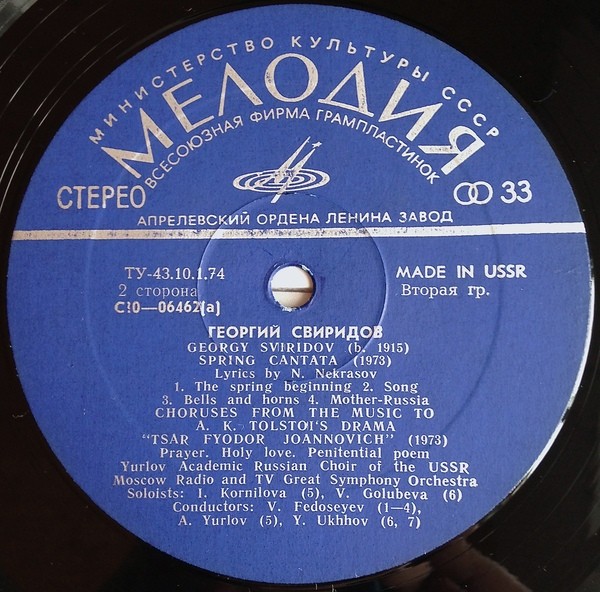 МИНИСТЕРСТВО КУЛЬТУРЫ СССР
МЕЛОДИЯ
ВСЕСОЮЗНАЯ ФИРМА ГРАМПЛАСТИНОК
СТЕРЕО
33
АПРЕЛЕВСКИЙ ОРДЕНА ЛЕНИНА ЗАВОД
ТУ-43.10.1.74
MADE IN USSR
2 сторона
Вторая гр.
С10—06462(а)
ГЕОРГИЙ СВИРИДОВ
GEORGY SVIRIDOV (b. 1915)
SPRING CANTATA (1973)
Lyrics by N. Nekrasov
1. The spring beginning 2. Song
3. Bells and horns 4. Mother-Russia
CHORUSES FROM THE MUSIC TO
A. K. TOLSTOI'S DRAMA
"TSAR FYODOR JOANNOVICH" (1973)
Prayer. Holy love. Penitential poem
Yurlov Academic Russian Choir of the USSR
Moscow Radio and TV Great Symphony Orchestra
Soloists: I. Kornilova (5), V. Golubeva (6)
Conductors: V. Fedoseyev (1—4),
A. Yurlov (5), Y. Ukhhov (6, 7)